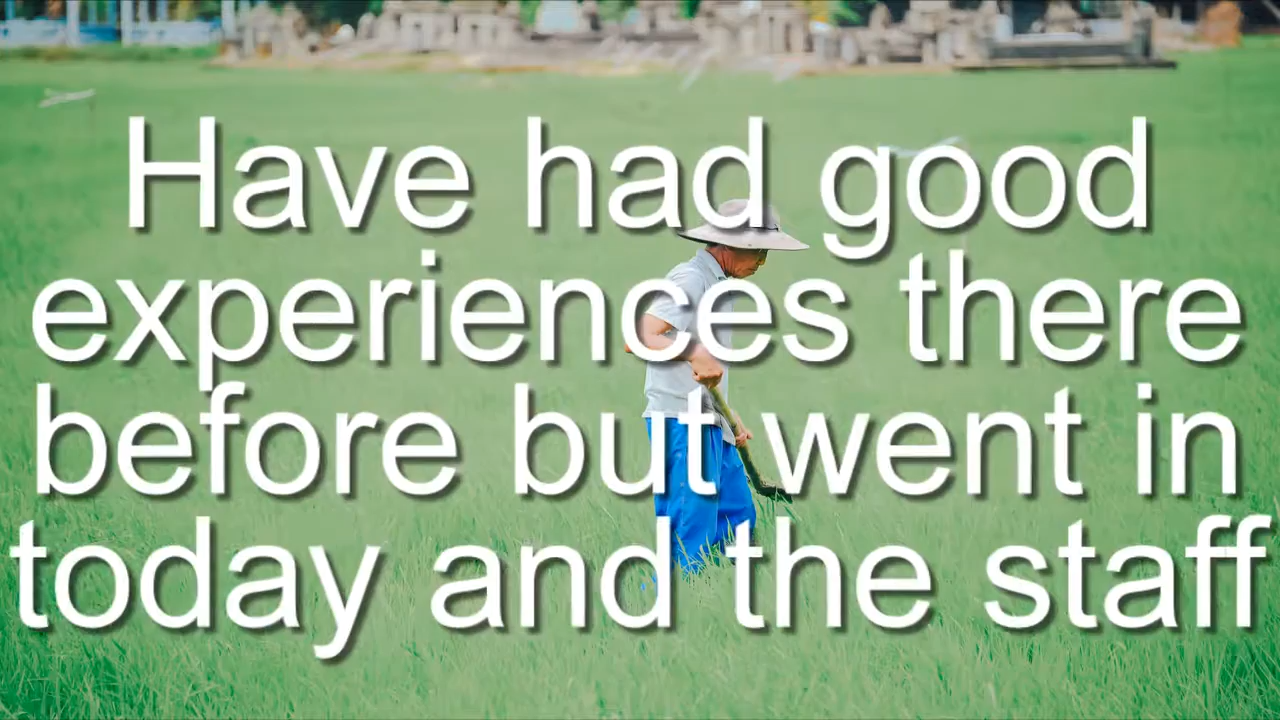 Have had good
experiences there
before but went in
today and the staff